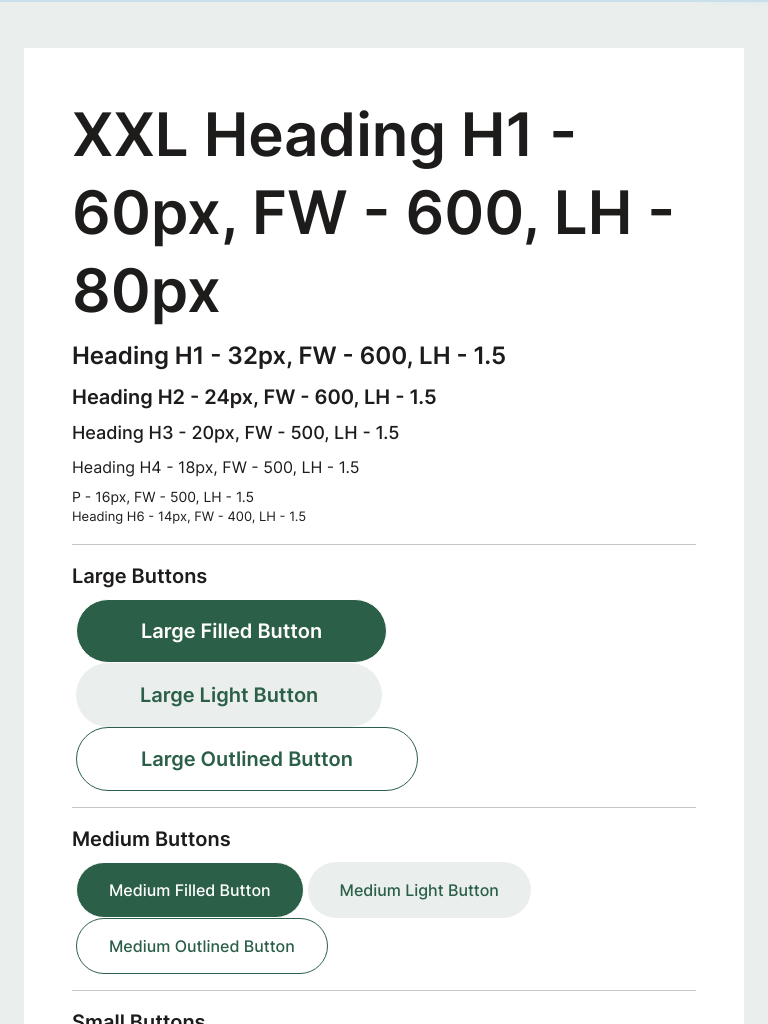 XXL Heading H1 -
60px, FW - 600, LH -
80px
Heading H1 - 32px, FW - 600, LH - 1.5
Heading H2 - 24px, FW - 600, LH - 1.5
Heading H3 - 20px, FW - 500, LH - 1.5
Heading H4 - 18px, FW - 500, LH - 1.5
P - 16px, FW - 500, LH - 1.5
Heading H6 - 14px, FW - 400, LH - 1.5
Large Buttons
Large Filled Button
Large Light Button
Large Outlined Button
Medium Buttons
Medium Filled Button
Medium Light Button
Medium Outlined Button
Small Buttons